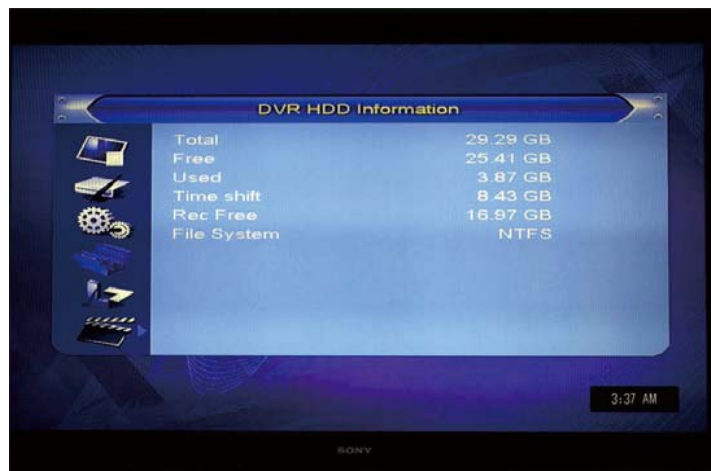 DVR HDD Information
Total 29.29 GB
Free 25.41 GB
Used 3.87 GB
Time shift 8.43 GB
Rec Free 16.97 GB
File System NTFS
3:37 AM
SONY